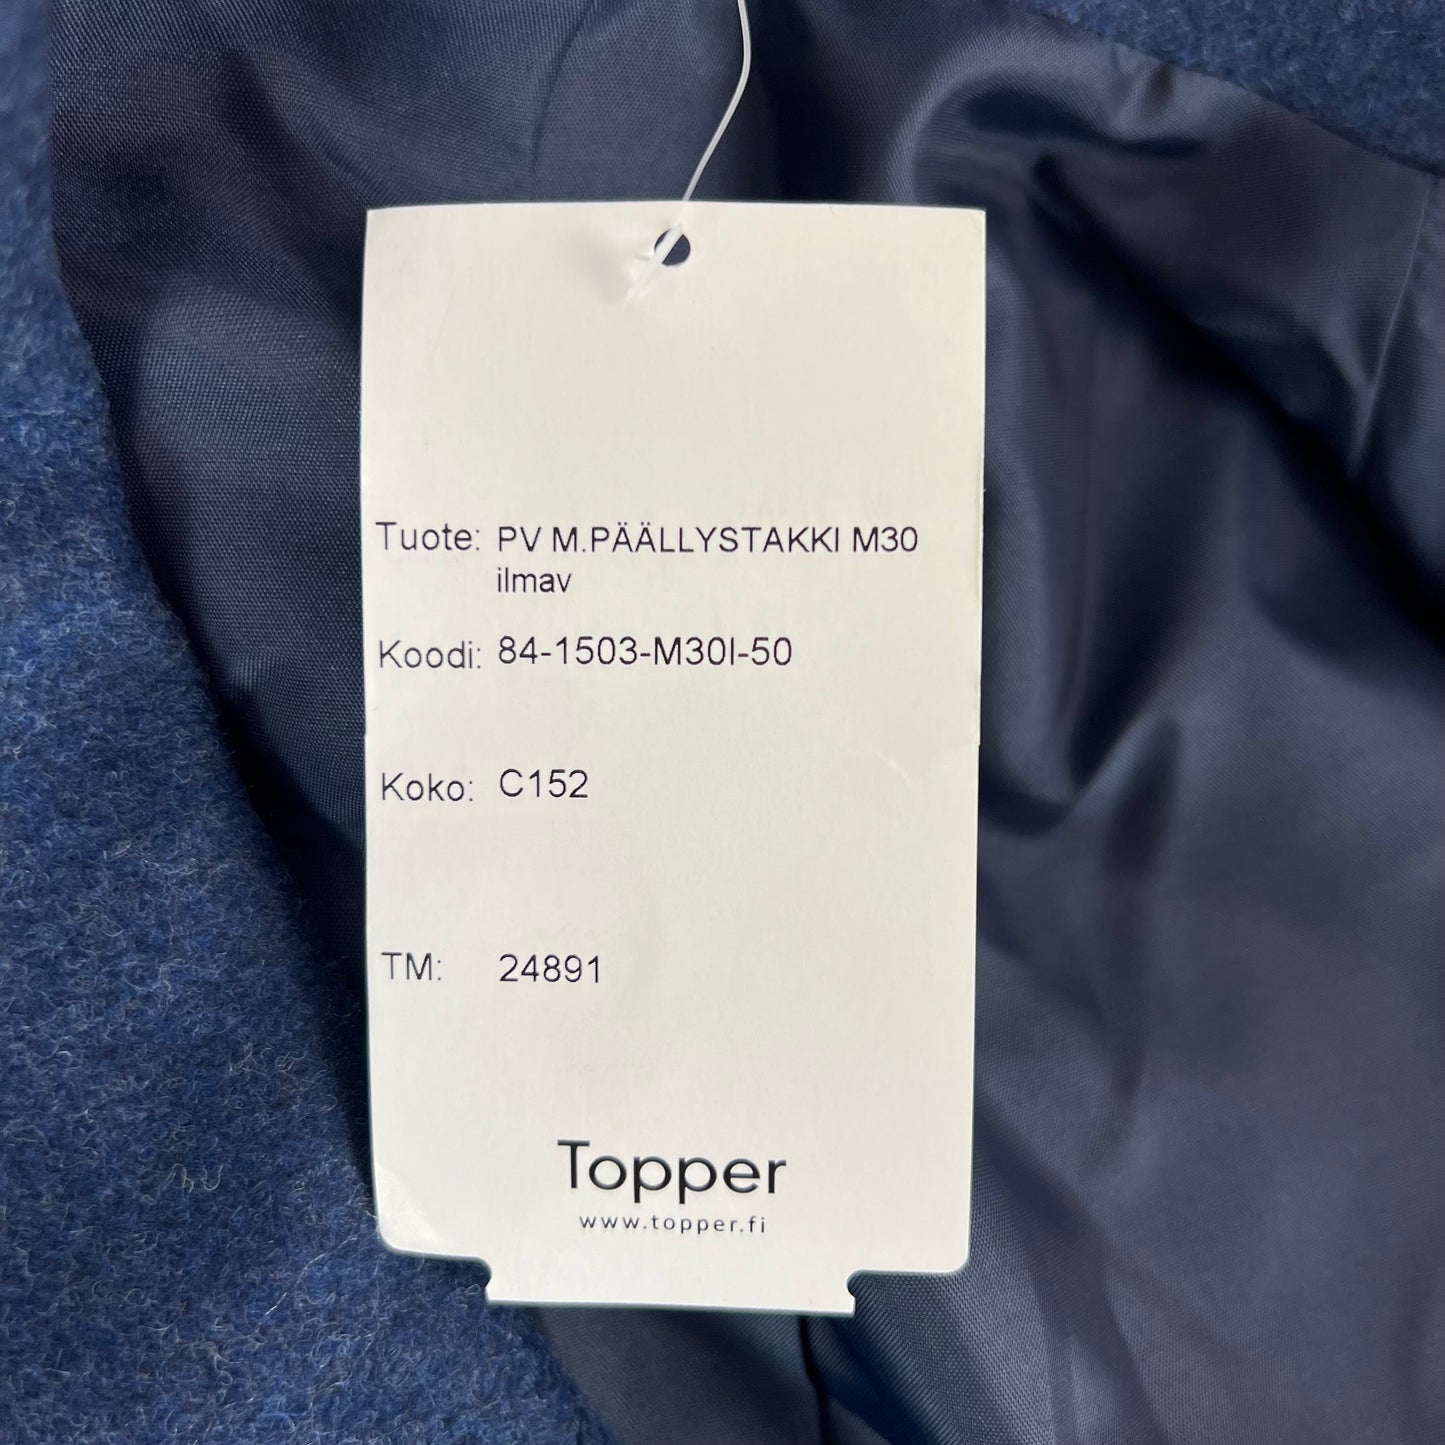 Tuote: PV M.PÄÄLLYSTAKKI M30
ilmav
Koodi: 84-1503-M30I-50
Koko: C152
TM: 24891
Topper
www.topper.fi